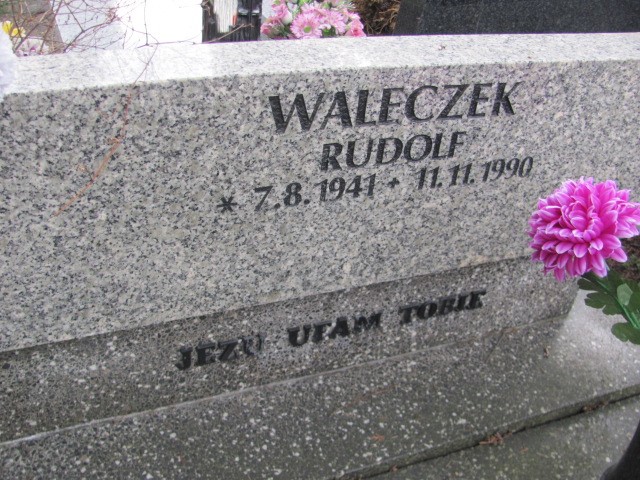 WALECZEK
RUDOLF
* 7.8.1941 + 11.11.1990
JEZU UFAM TOBIE